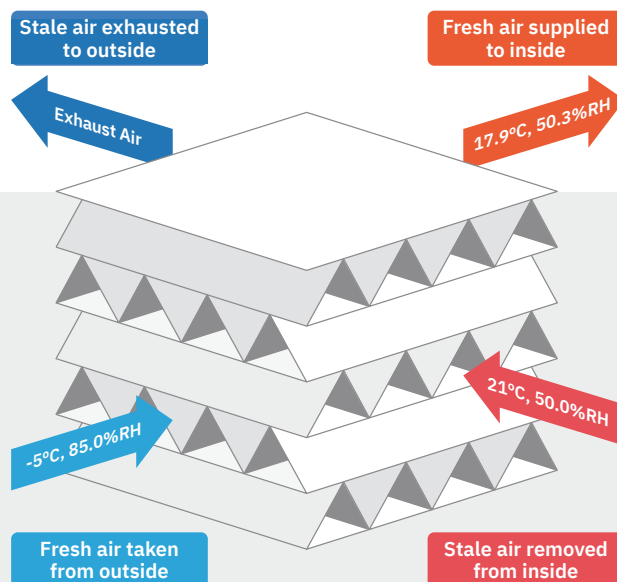 Stale air exhausted
to outside
Fresh air supplied
to inside
Exhaust Air
17.9ºC, 50.3%RH
-5ºC, 85.0%RH
21ºC, 50.0%RH
Fresh air taken
from outside
Stale air removed
from inside